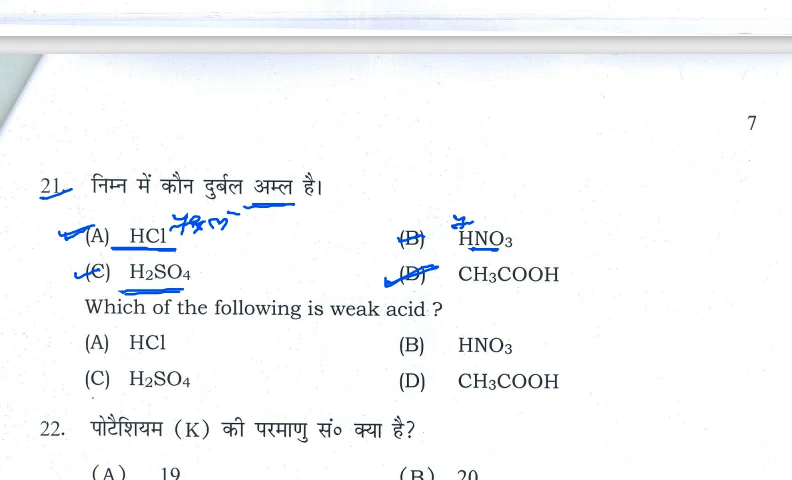 7
21. निम्न में कौन दुर्बल अम्ल है।
(A) HCl (B) HNO₃
(C) H₂SO₄ (D) CH₃COOH
Which of the following is weak acid ?
(A) HCl (B) HNO₃
(C) H₂SO₄ (D) CH₃COOH
22. पोटैशियम (K) की परमाणु सं० क्या है?
(A) 19 (B) 20